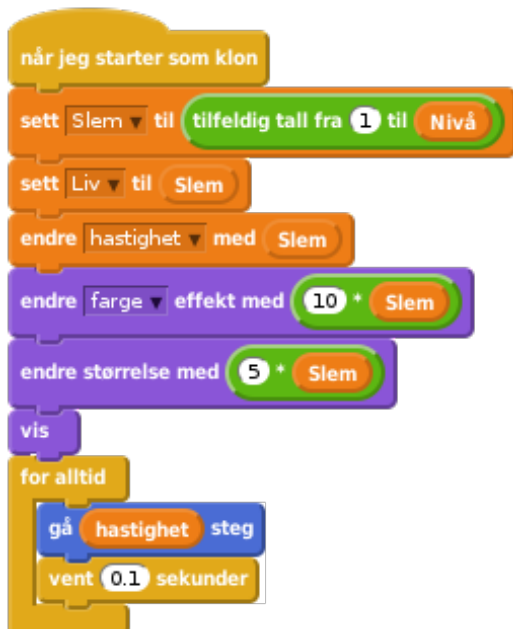 når jeg starter som klon
sett Slem til tilfeldig tall fra 1 til Nivå
sett Liv til Slem
endre hastighet med Slem
endre farge effekt med 10 * Slem
endre størrelse med 5 * Slem
vis
for alltid
gå hastighet steg
vent 0.1 sekunder